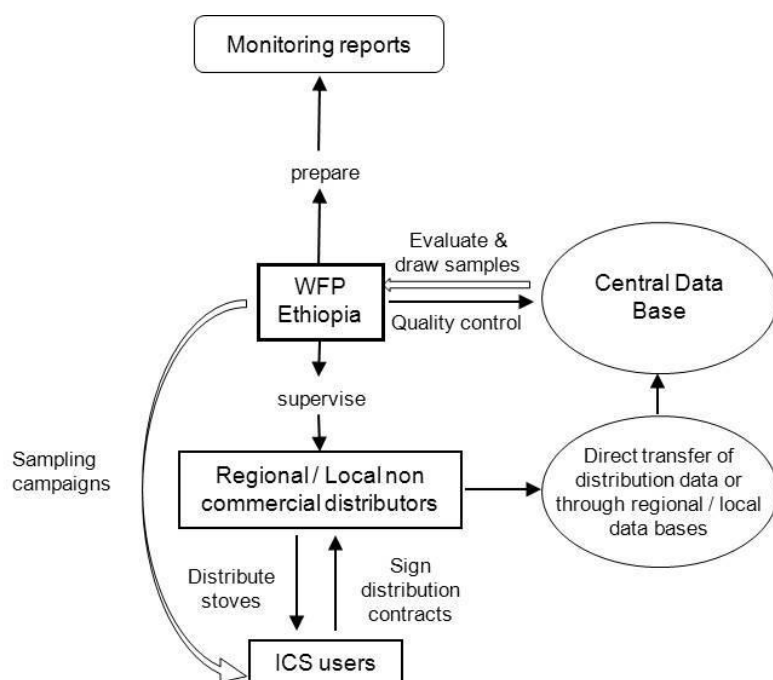 Monitoring reports
prepare
Evaluate &
draw samples
WFP
Ethiopia
Quality control
Central Data
Base
supervise
Sampling
campaigns
Regional / Local non
commercial distributors
Direct transfer of
distribution data or
through regional / local
data bases
Distribute
stoves
Sign
distribution
contracts
ICS users